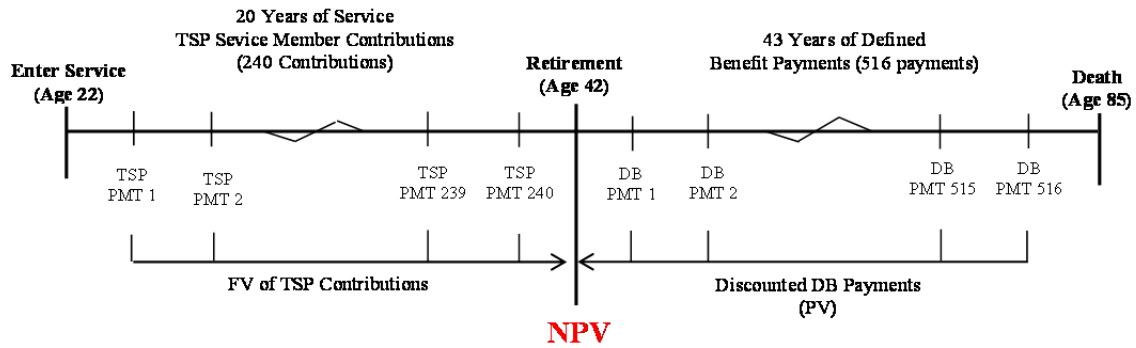 20 Years of Service
TSP Sevice Member Contributions
(240 Contributions)
43 Years of Defined
Benefit Payments (516 payments)
Enter Service
(Age 22)
Retirement
(Age 42)
Death
(Age 85)
TSP
PMT 1
TSP
PMT 2
TSP
PMT 239
TSP
PMT 240
DB
PMT 1
DB
PMT 2
DB
PMT 515
DB
PMT 516
FV of TSP Contributions
Discounted DB Payments
(PV)
NPV